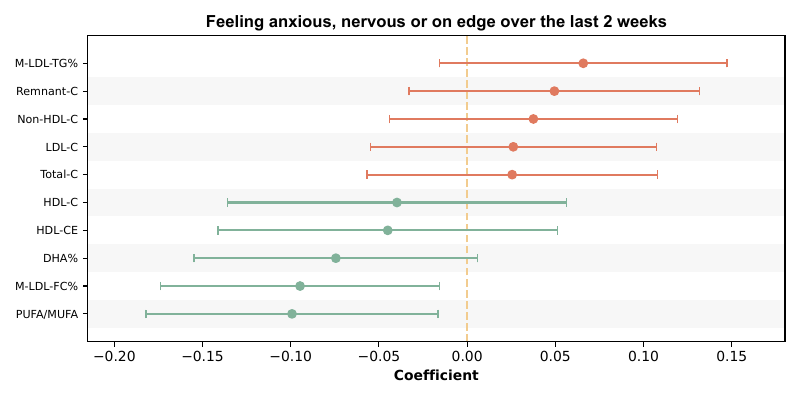 Feeling anxious, nervous or on edge over the last 2 weeks
M-LDL-TG%
Remnant-C
Non-HDL-C
LDL-C
Total-C
HDL-C
HDL-CE
DHA%
M-LDL-FC%
PUFA/MUFA
−0.20 −0.15 −0.10 −0.05 0.00 0.05 0.10 0.15
Coefficient